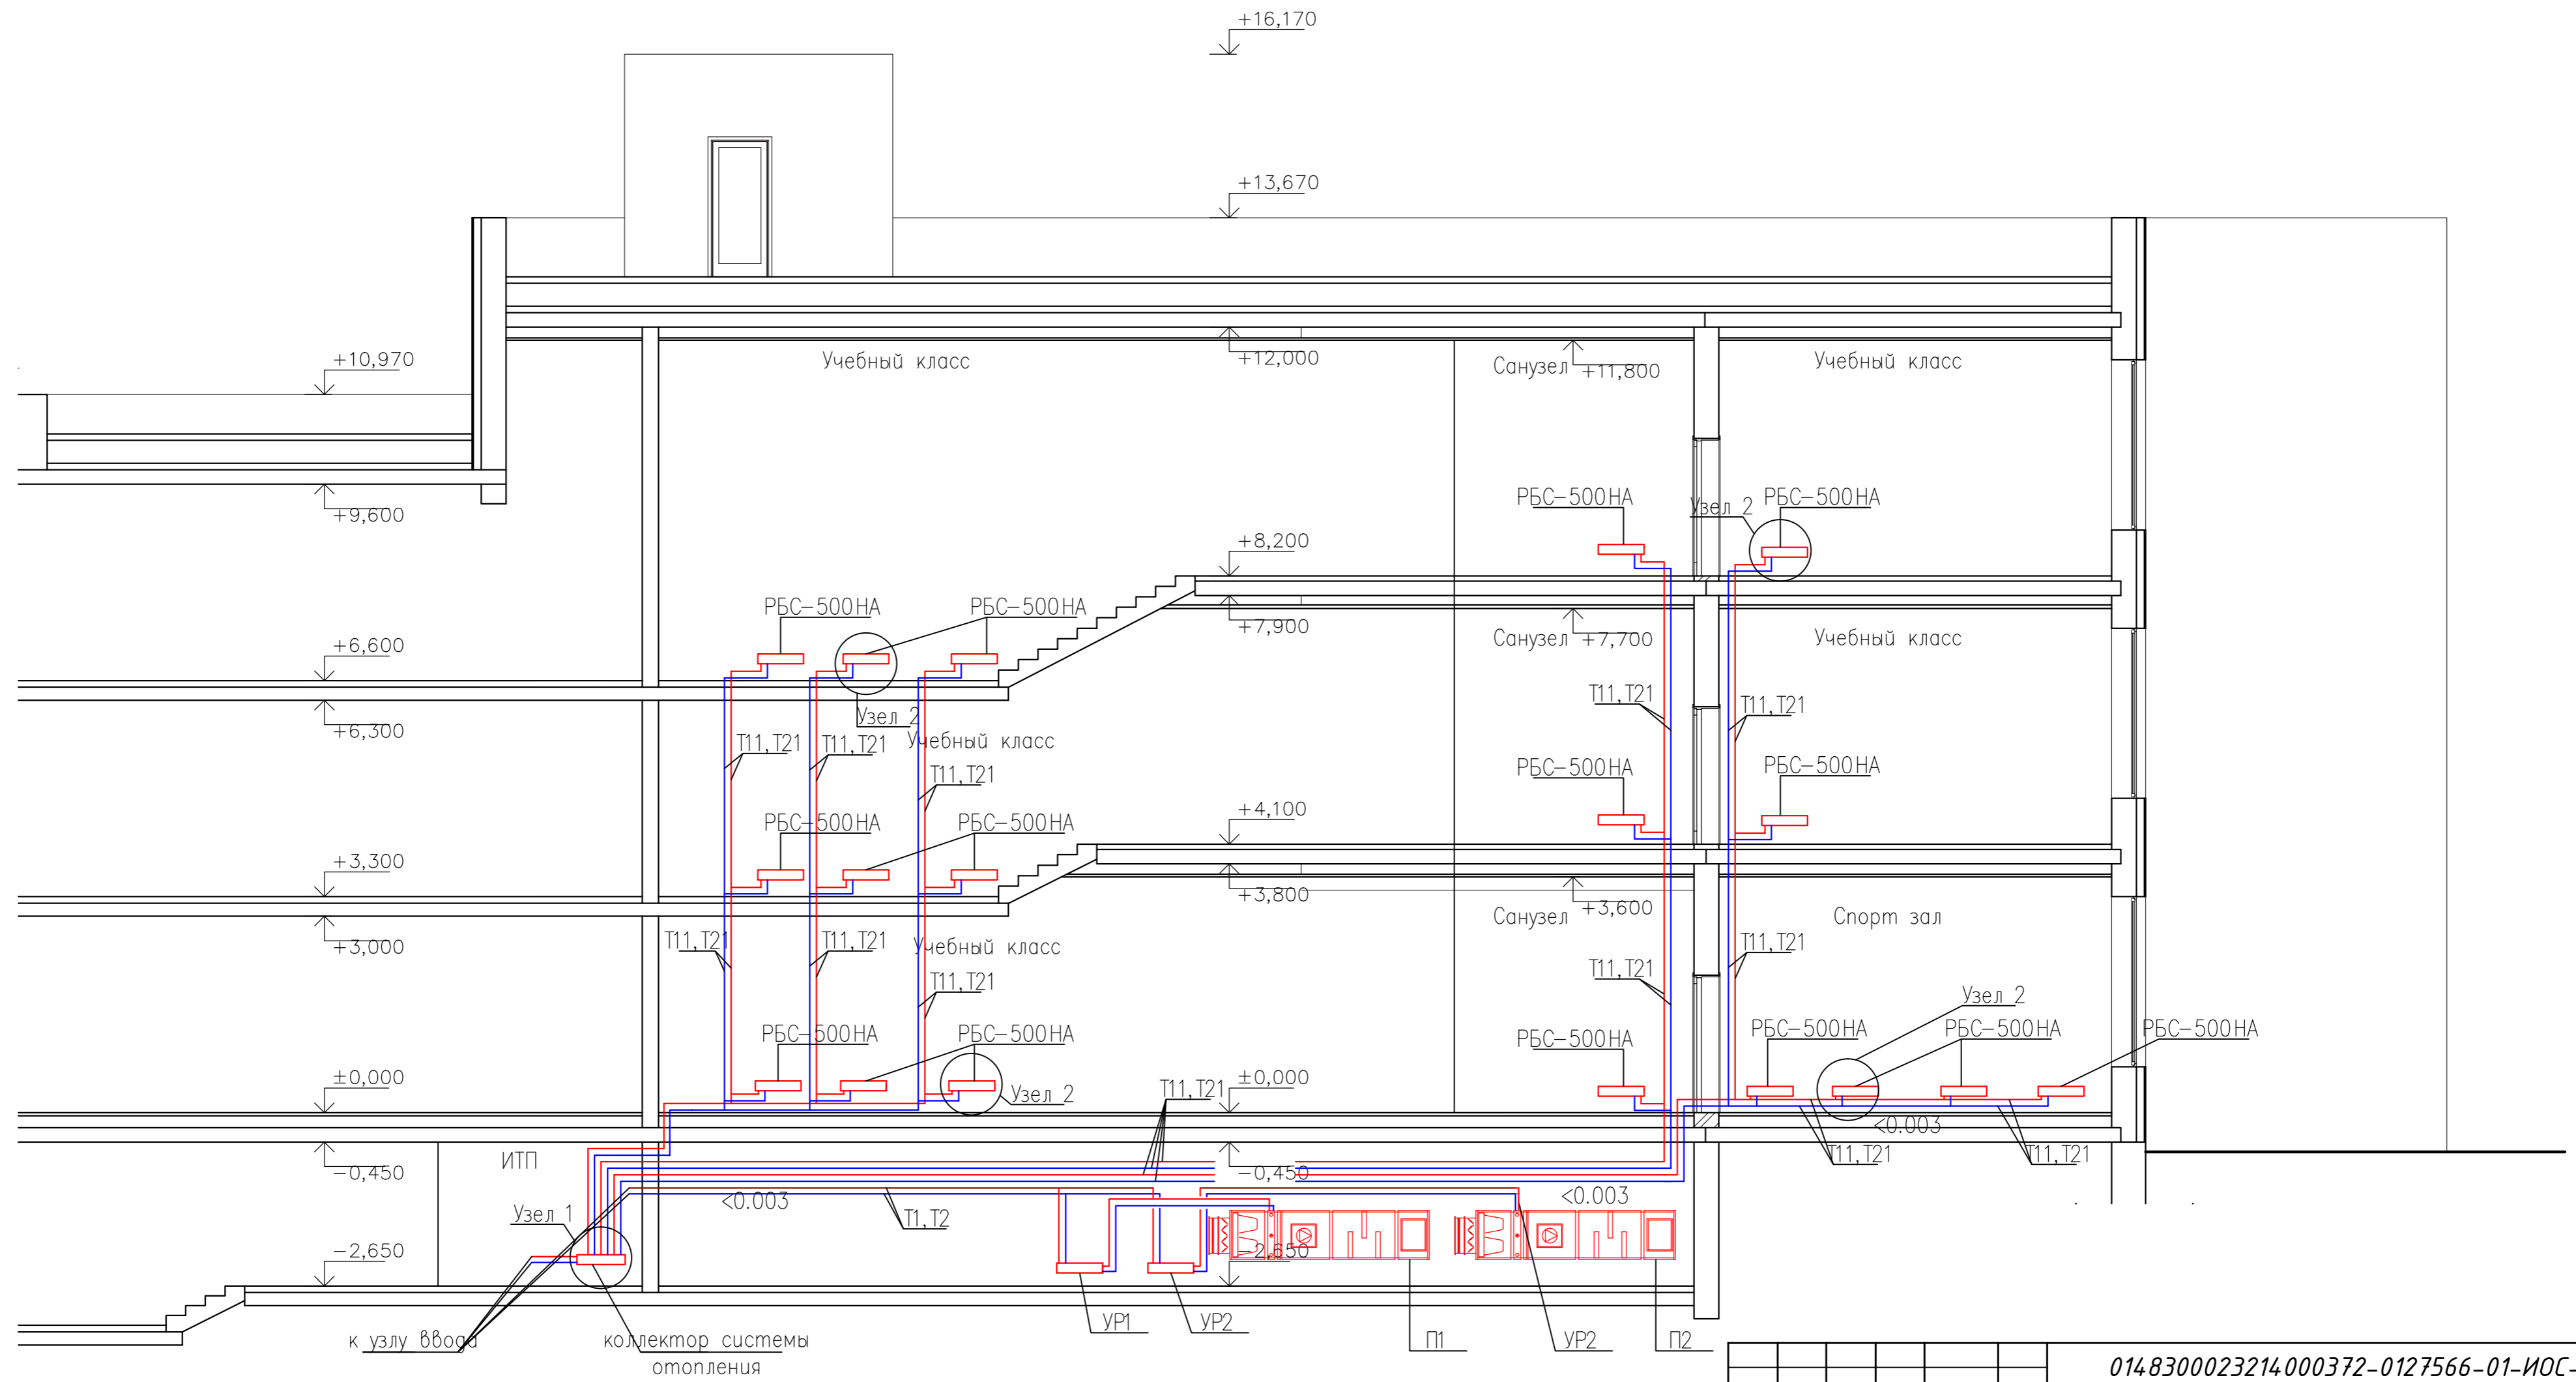 +16,170
+13,670
+10,970
Учебный класс
+12,000
Санузел
+11,800
Учебный класс
+9,600
РБС-500НА
Узел 2
РБС-500НА
+8,200
РБС-500НА
РБС-500НА
+7,900
Санузел
+7,700
Учебный класс
+6,600
Т11,Т21
Т11,Т21
+6,300
Узел 2
Т11,Т21
Т11,Т21
Учебный класс
Т11,Т21
РБС-500НА
РБС-500НА
+4,100
РБС-500НА
РБС-500НА
+3,300
+3,800
+3,600
Санузел
Спорт зал
+3,000
Т11,Т21
Т11,Т21
Учебный класс
Т11,Т21
Т11,Т21
Т11,Т21
Узел 2
РБС-500НА
РБС-500НА
РБС-500НА
РБС-500НА
РБС-500НА
РБС-500НА
±0,000
±0,000
Узел 2
Т11,Т21
<0.003
ИТП
-0,450
-0,450
Т11,Т21
Т11,Т21
<0.003
<0.003
Узел 1
Т1,Т2
-2,650
-2,650
УР1
УР2
П1
УР2
П2
к узлу ввода
коллектор системы
отопления
0148300023214000372-0127566-01-ИОС-